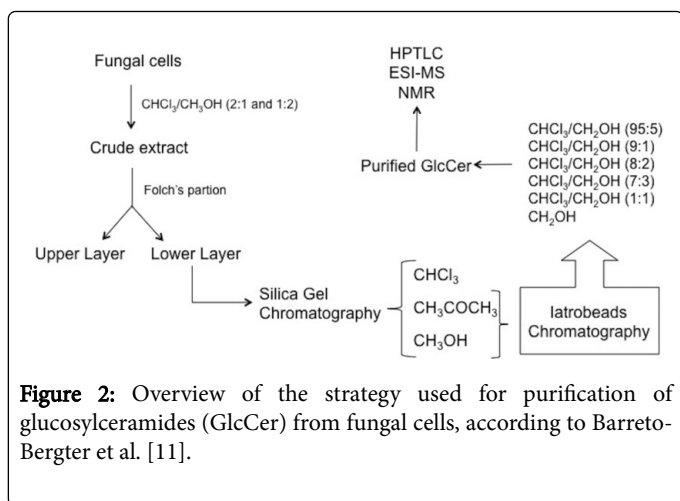 Fungal cells
CHCl₃/CH₃OH (2:1 and 1:2)
Crude extract
Folch's partion
Upper Layer
Lower Layer
Silica Gel
Chromatography
CHCl₃
CH₃COCH₃
CH₃OH
Iatrobeads
Chromatography
CHCl₃/CH₂OH (95:5)
CHCl₃/CH₂OH (9:1)
CHCl₃/CH₂OH (8:2)
CHCl₃/CH₂OH (7:3)
CHCl₃/CH₂OH (1:1)
CH₂OH
Purified GlcCer
HPTLC
ESI-MS
NMR
Figure 2: Overview of the strategy used for purification of
glucosylceramides (GlcCer) from fungal cells, according to Barreto-
Bergter et al. [11].